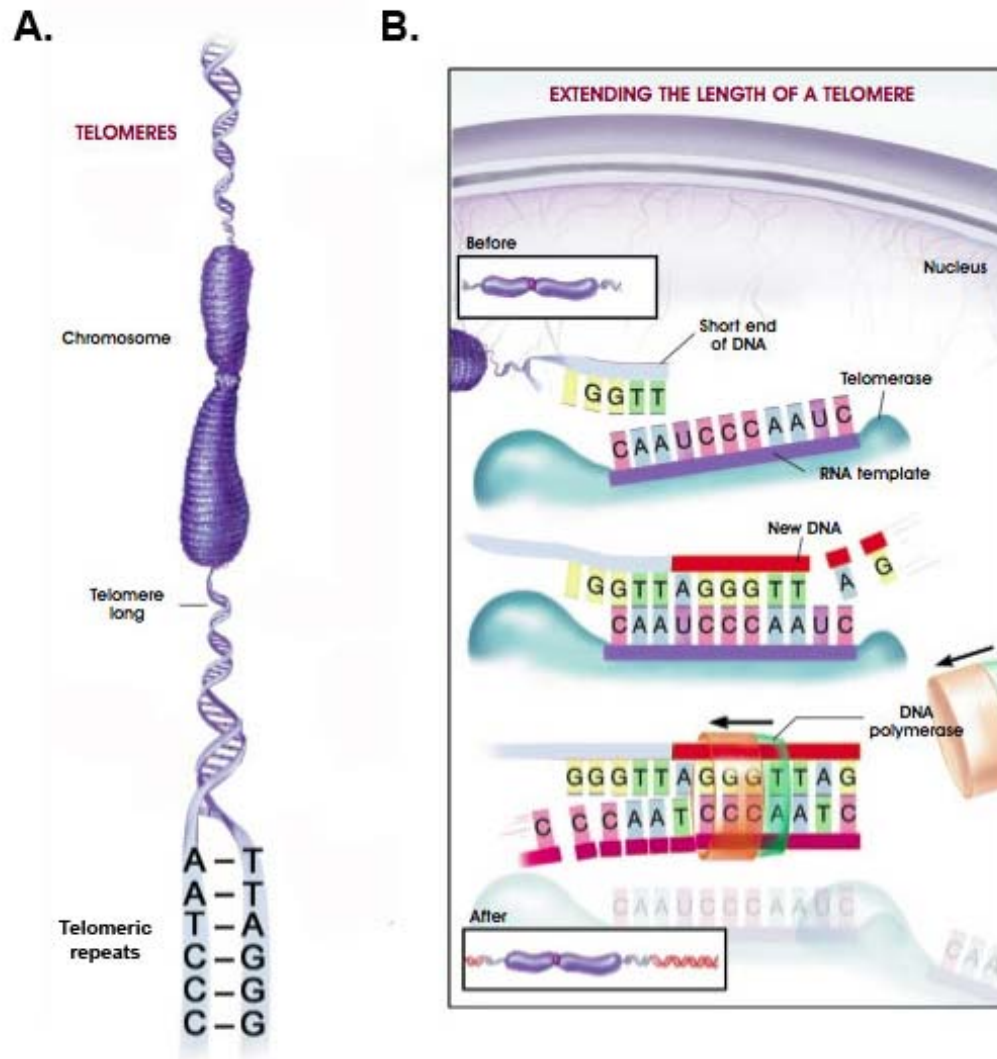 A.
TELOMERES
Chromosome
Telomere
long
Telomeric
repeats
A – T
A – T
T – A
C – G
C – G
C – G
B.
EXTENDING THE LENGTH OF A TELOMERE
Before
Nucleus
Short end
of DNA
GGTT
Telomerase
CAAUCCCAAUC
RNA template
New DNA
GGTTAGGGTT A G
CAAUCCCAAUC
DNA
polymerase
GGGTTAGGGTTAG
C CCAATCCCAATC
CAAUCCCAAUC
After
CAA